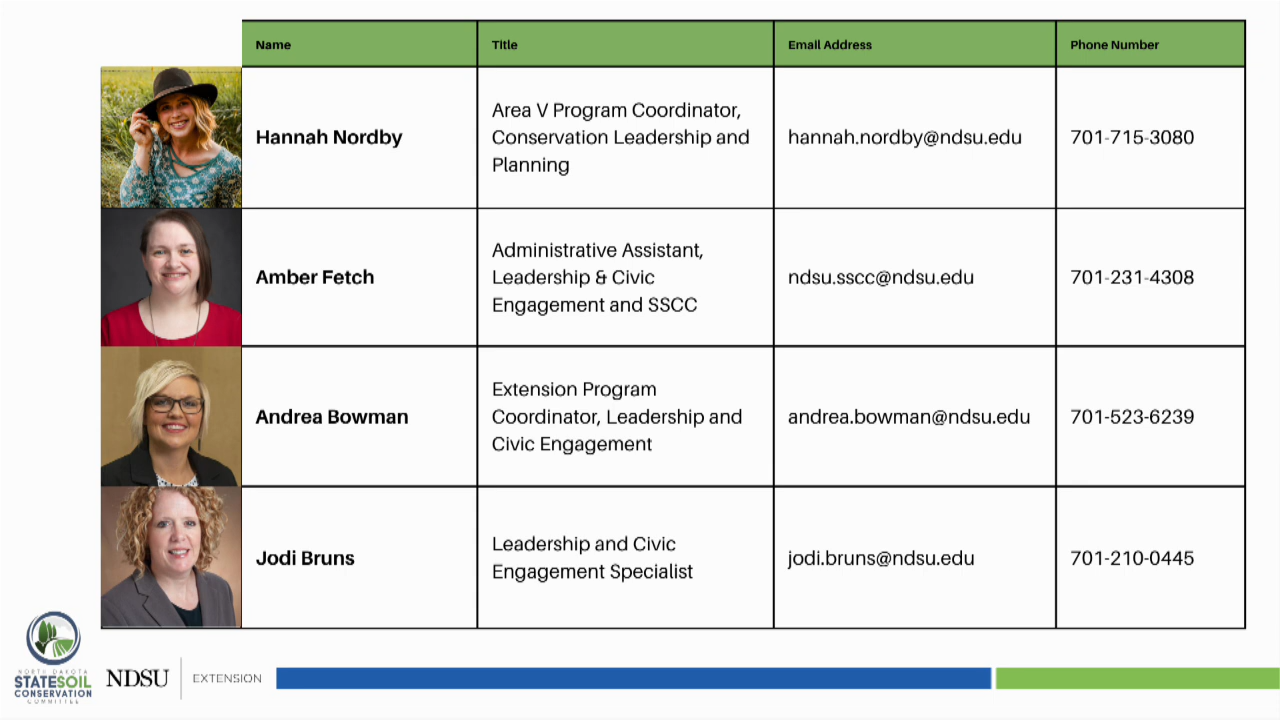 Name Title Email Address Phone Number
Hannah Nordby
Area V Program Coordinator,
Conservation Leadership and
Planning
hannah.nordby@ndsu.edu
701-715-3080
Amber Fetch
Administrative Assistant,
Leadership & Civic
Engagement and SSCC
ndsu.sscc@ndsu.edu
701-231-4308
Andrea Bowman
Extension Program
Coordinator, Leadership and
Civic Engagement
andrea.bowman@ndsu.edu
701-523-6239
Jodi Bruns
Leadership and Civic
Engagement Specialist
jodi.bruns@ndsu.edu
701-210-0445
NORTH DAKOTA
STATESOIL
CONSERVATION
COMMITTEE
NDSU EXTENSION